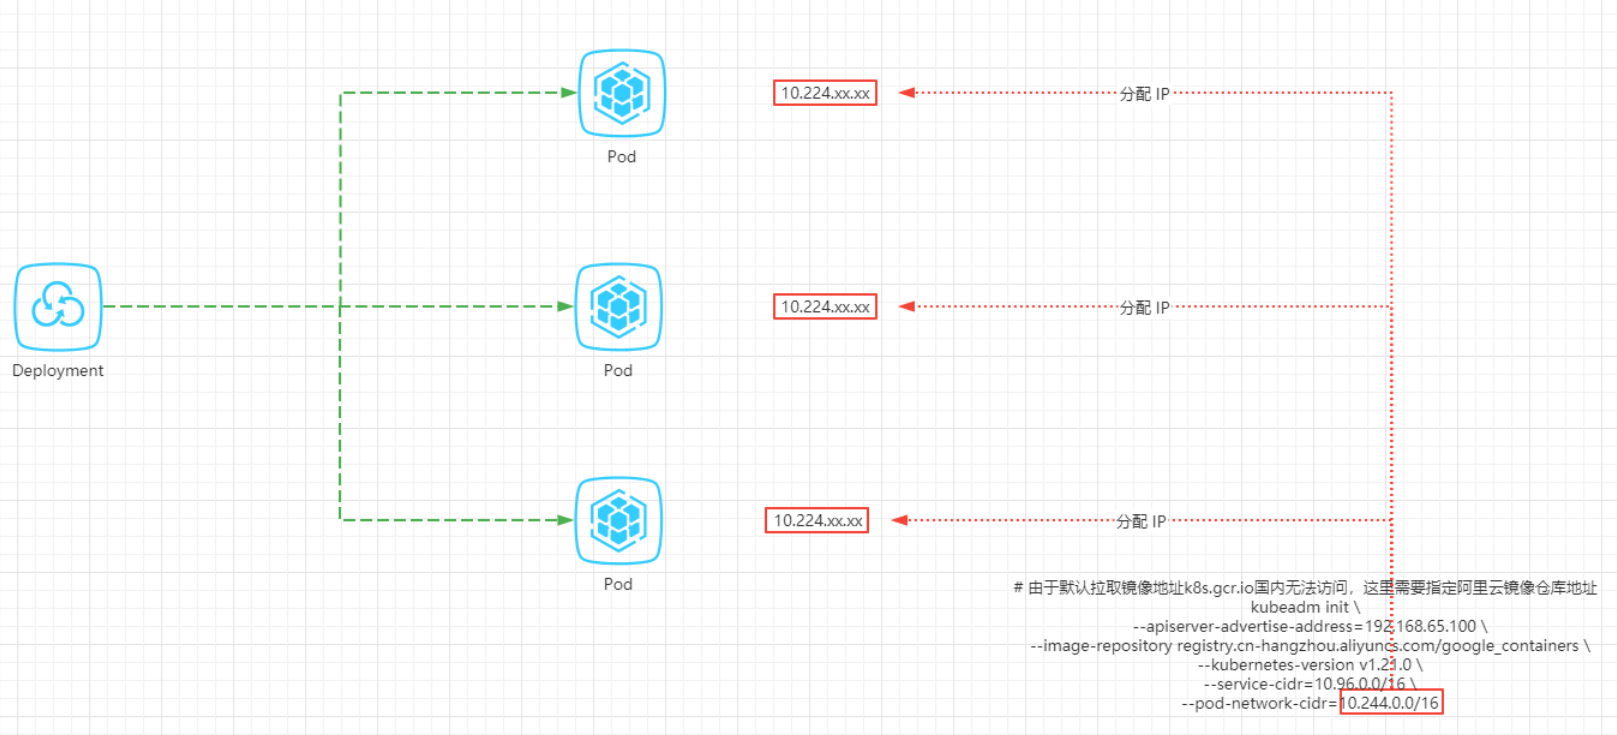 10.224.xx.xx
分配 IP
Pod
10.224.xx.xx
分配 IP
Deployment
Pod
10.224.xx.xx
分配 IP
Pod
# 由于默认拉取镜像地址k8s.gcr.io国内无法访问，这里需要指定阿里云镜像仓库地址
kubeadm init \
--apiserver-advertise-address=192.168.65.100 \
--image-repository registry.cn-hangzhou.aliyuncs.com/google_containers \
--kubernetes-version v1.21.0 \
--service-cidr=10.96.0.0/16 \
--pod-network-cidr=10.244.0.0/16